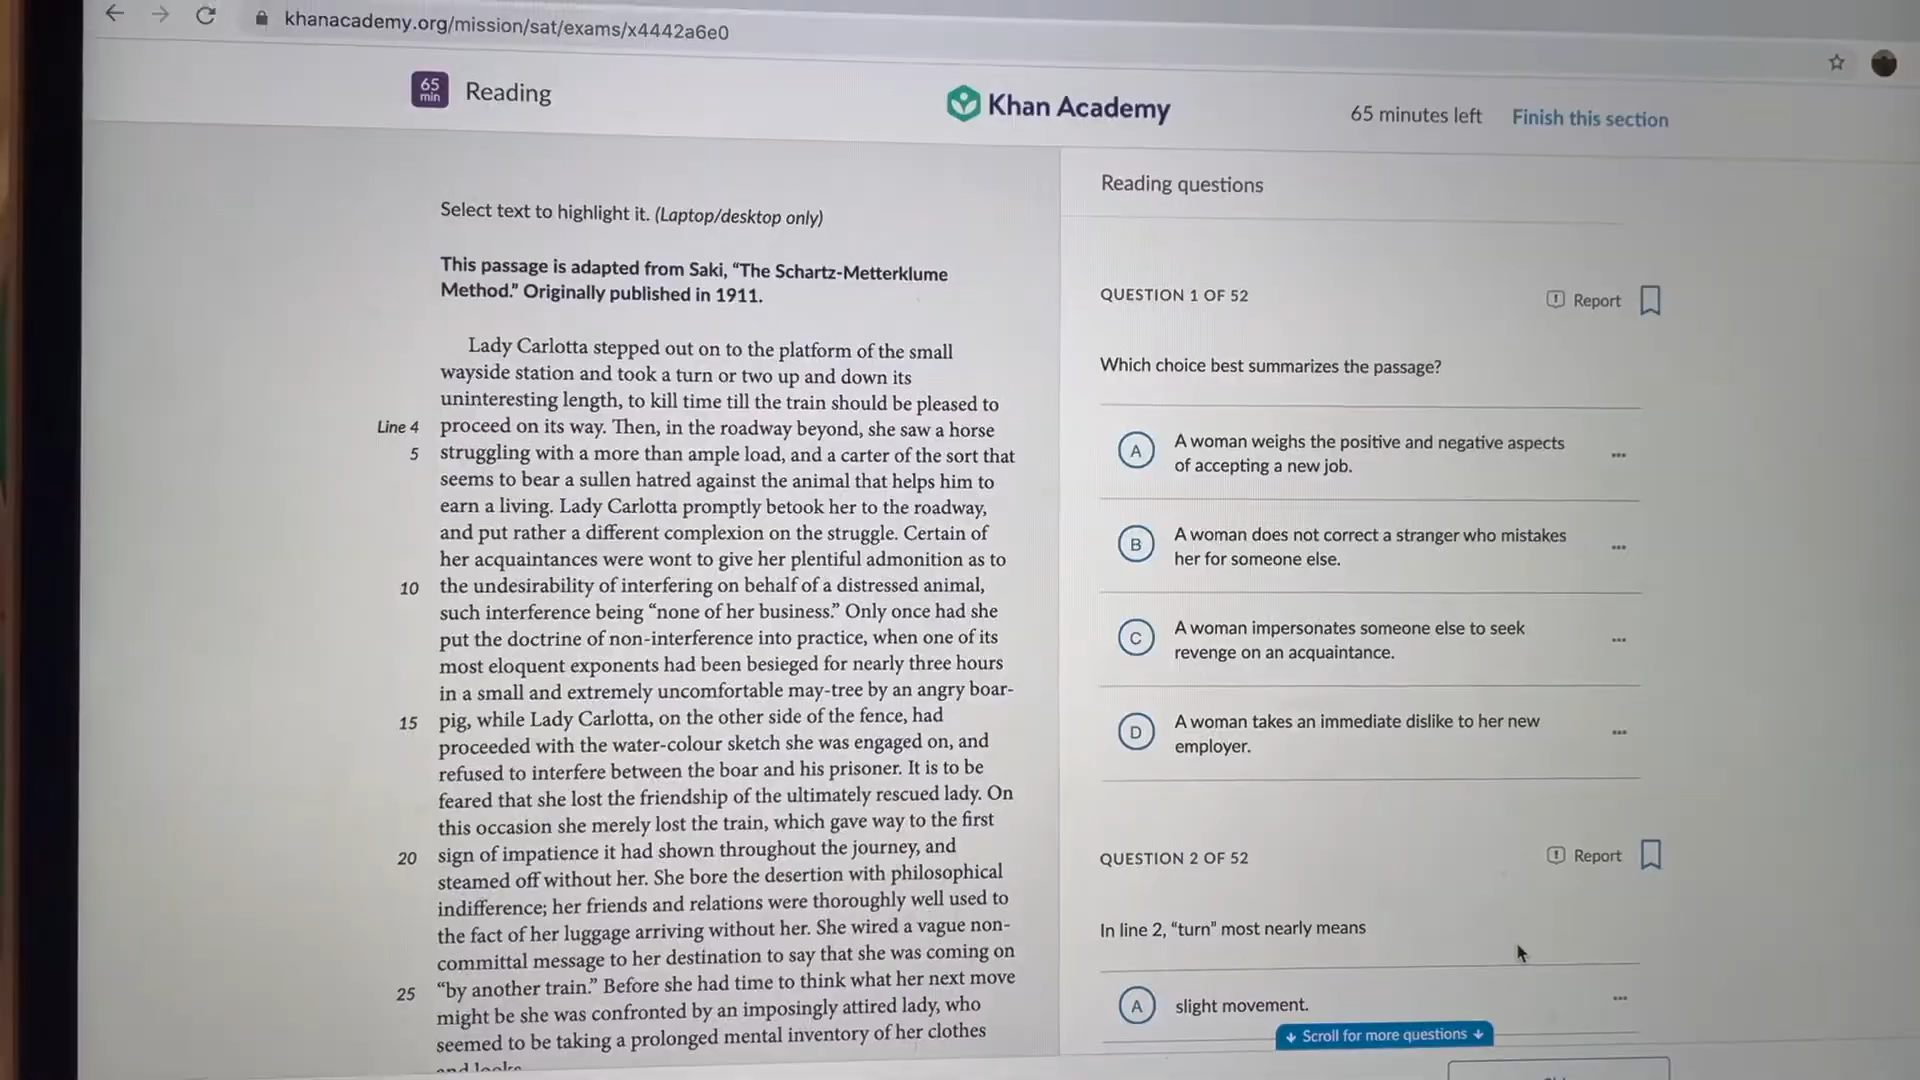 khanacademy.org/mission/sat/exams/x4442a6e0
65 min Reading
Khan Academy
65 minutes left Finish this section
Select text to highlight it. (Laptop/desktop only)
This passage is adapted from Saki, “The Schartz-Metterklume
Method.” Originally published in 1911.
Lady Carlotta stepped out on to the platform of the small
wayside station and took a turn or two up and down its
uninteresting length, to kill time till the train should be pleased to
Line 4 proceed on its way. Then, in the roadway beyond, she saw a horse
5 struggling with a more than ample load, and a carter of the sort that
seems to bear a sullen hatred against the animal that helps him to
earn a living. Lady Carlotta promptly betook her to the roadway,
and put rather a different complexion on the struggle. Certain of
her acquaintances were wont to give her plentiful admonition as to
10 the undesirability of interfering on behalf of a distressed animal,
such interference being “none of her business.” Only once had she
put the doctrine of non-interference into practice, when one of its
most eloquent exponents had been besieged for nearly three hours
in a small and extremely uncomfortable may-tree by an angry boar-
15 pig, while Lady Carlotta, on the other side of the fence, had
proceeded with the water-colour sketch she was engaged on, and
refused to interfere between the boar and his prisoner. It is to be
feared that she lost the friendship of the ultimately rescued lady. On
this occasion she merely lost the train, which gave way to the first
20 sign of impatience it had shown throughout the journey, and
steamed off without her. She bore the desertion with philosophical
indifference; her friends and relations were thoroughly well used to
the fact of her luggage arriving without her. She wired a vague non-
committal message to her destination to say that she was coming on
25 “by another train.” Before she had time to think what her next move
might be she was confronted by an imposingly attired lady, who
seemed to be taking a prolonged mental inventory of her clothes
and looks.
Reading questions
QUESTION 1 OF 52
Report
Which choice best summarizes the passage?
A A woman weighs the positive and negative aspects
of accepting a new job.
B A woman does not correct a stranger who mistakes
her for someone else.
C A woman impersonates someone else to seek
revenge on an acquaintance.
D A woman takes an immediate dislike to her new
employer.
QUESTION 2 OF 52
Report
In line 2, “turn” most nearly means
A slight movement.
Scroll for more questions